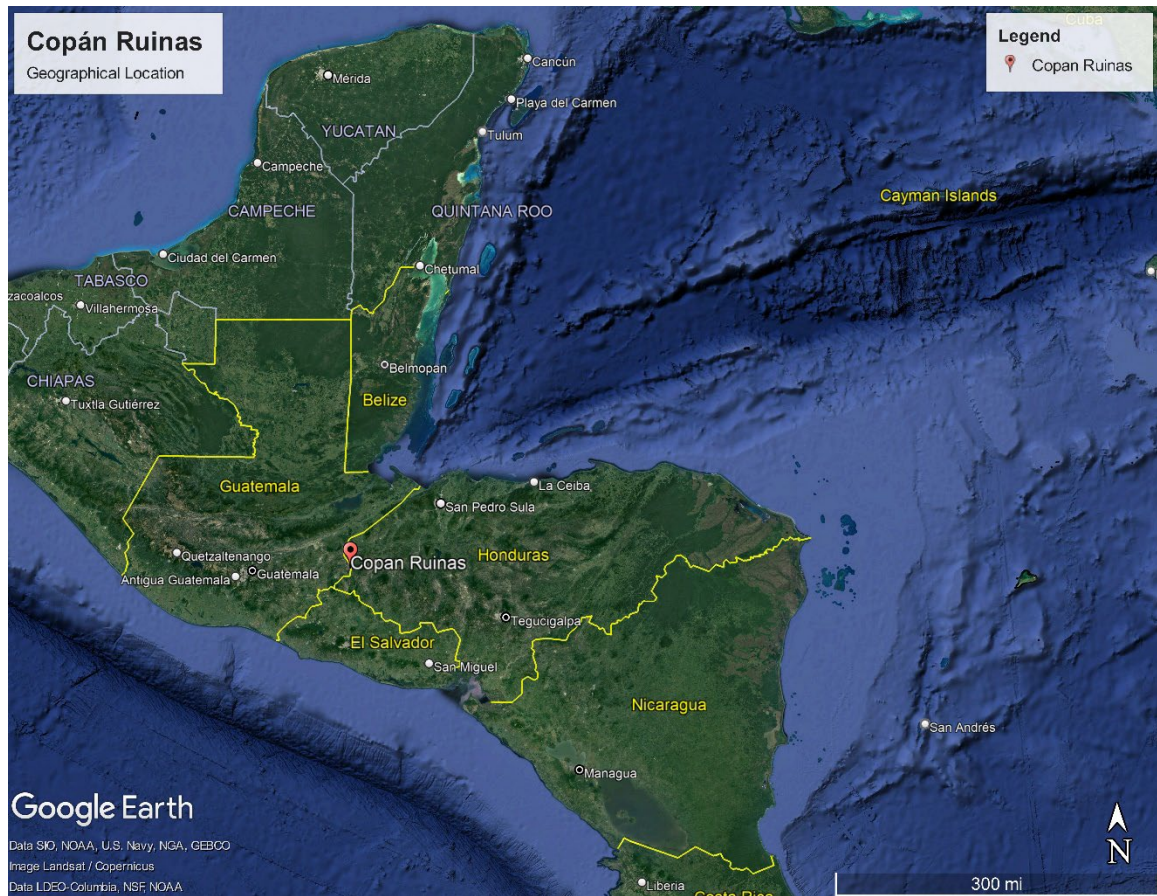 Copán Ruinas
Geographical Location
Legend
Copan Ruinas
Cuba
Cancún
Mérida
Playa del Carmen
YUCATAN
Tulum
Campeche
Cayman Islands
CAMPECHE
QUINTANA ROO
Ciudad del Carmen
Chetumal
TABASCO
zacoalcos
Villahermosa
Belmopan
CHIAPAS
Belize
Tuxtla Gutiérrez
Guatemala
La Ceiba
San Pedro Sula
Quetzaltenango
Honduras
Copan Ruinas
Antigua Guatemala
Guatemala
Tegucigalpa
El Salvador
San Miguel
Nicaragua
San Andrés
Managua
Google Earth
Data SIO, NOAA, U.S. Navy, NGA, GEBCO
Image Landsat / Copernicus
Data LDEO-Columbia, NSF, NOAA
N
Liberia
Costa Rica
300 mi